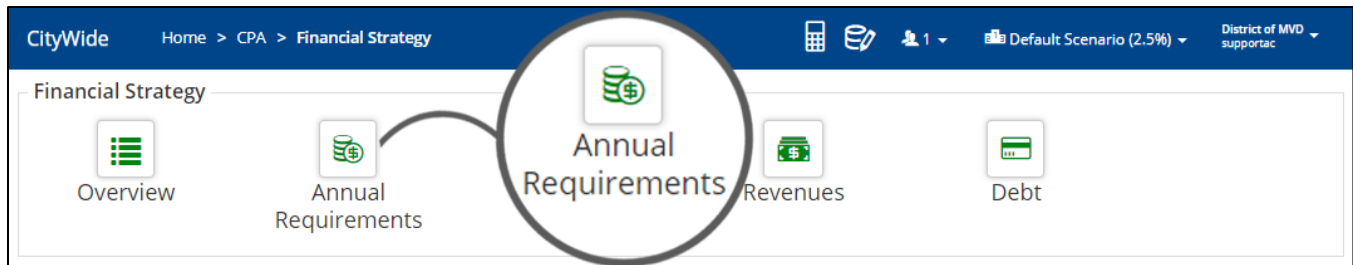 CityWide Home > CPA > Financial Strategy 1 Default Scenario (2.5%) District of MVD
supportac
Financial Strategy
Overview
Annual
Requirements
Annual
Requirements
Revenues
Debt